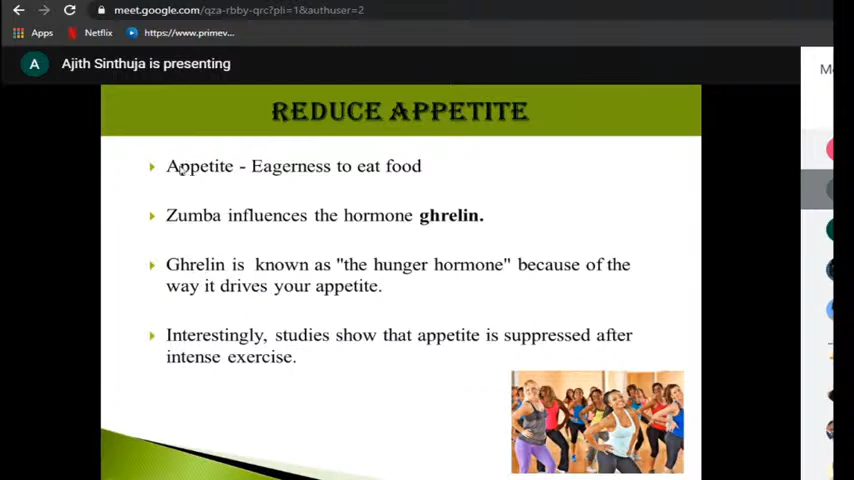 meet.google.com/qza-rbby-qrc?pli=1&authuser=2
Apps Netflix https://www.primev...
A Ajith Sinthuja is presenting
REDUCE APPETITE
Appetite - Eagerness to eat food
Zumba influences the hormone ghrelin.
Ghrelin is known as "the hunger hormone" because of the
way it drives your appetite.
Interestingly, studies show that appetite is suppressed after
intense exercise.